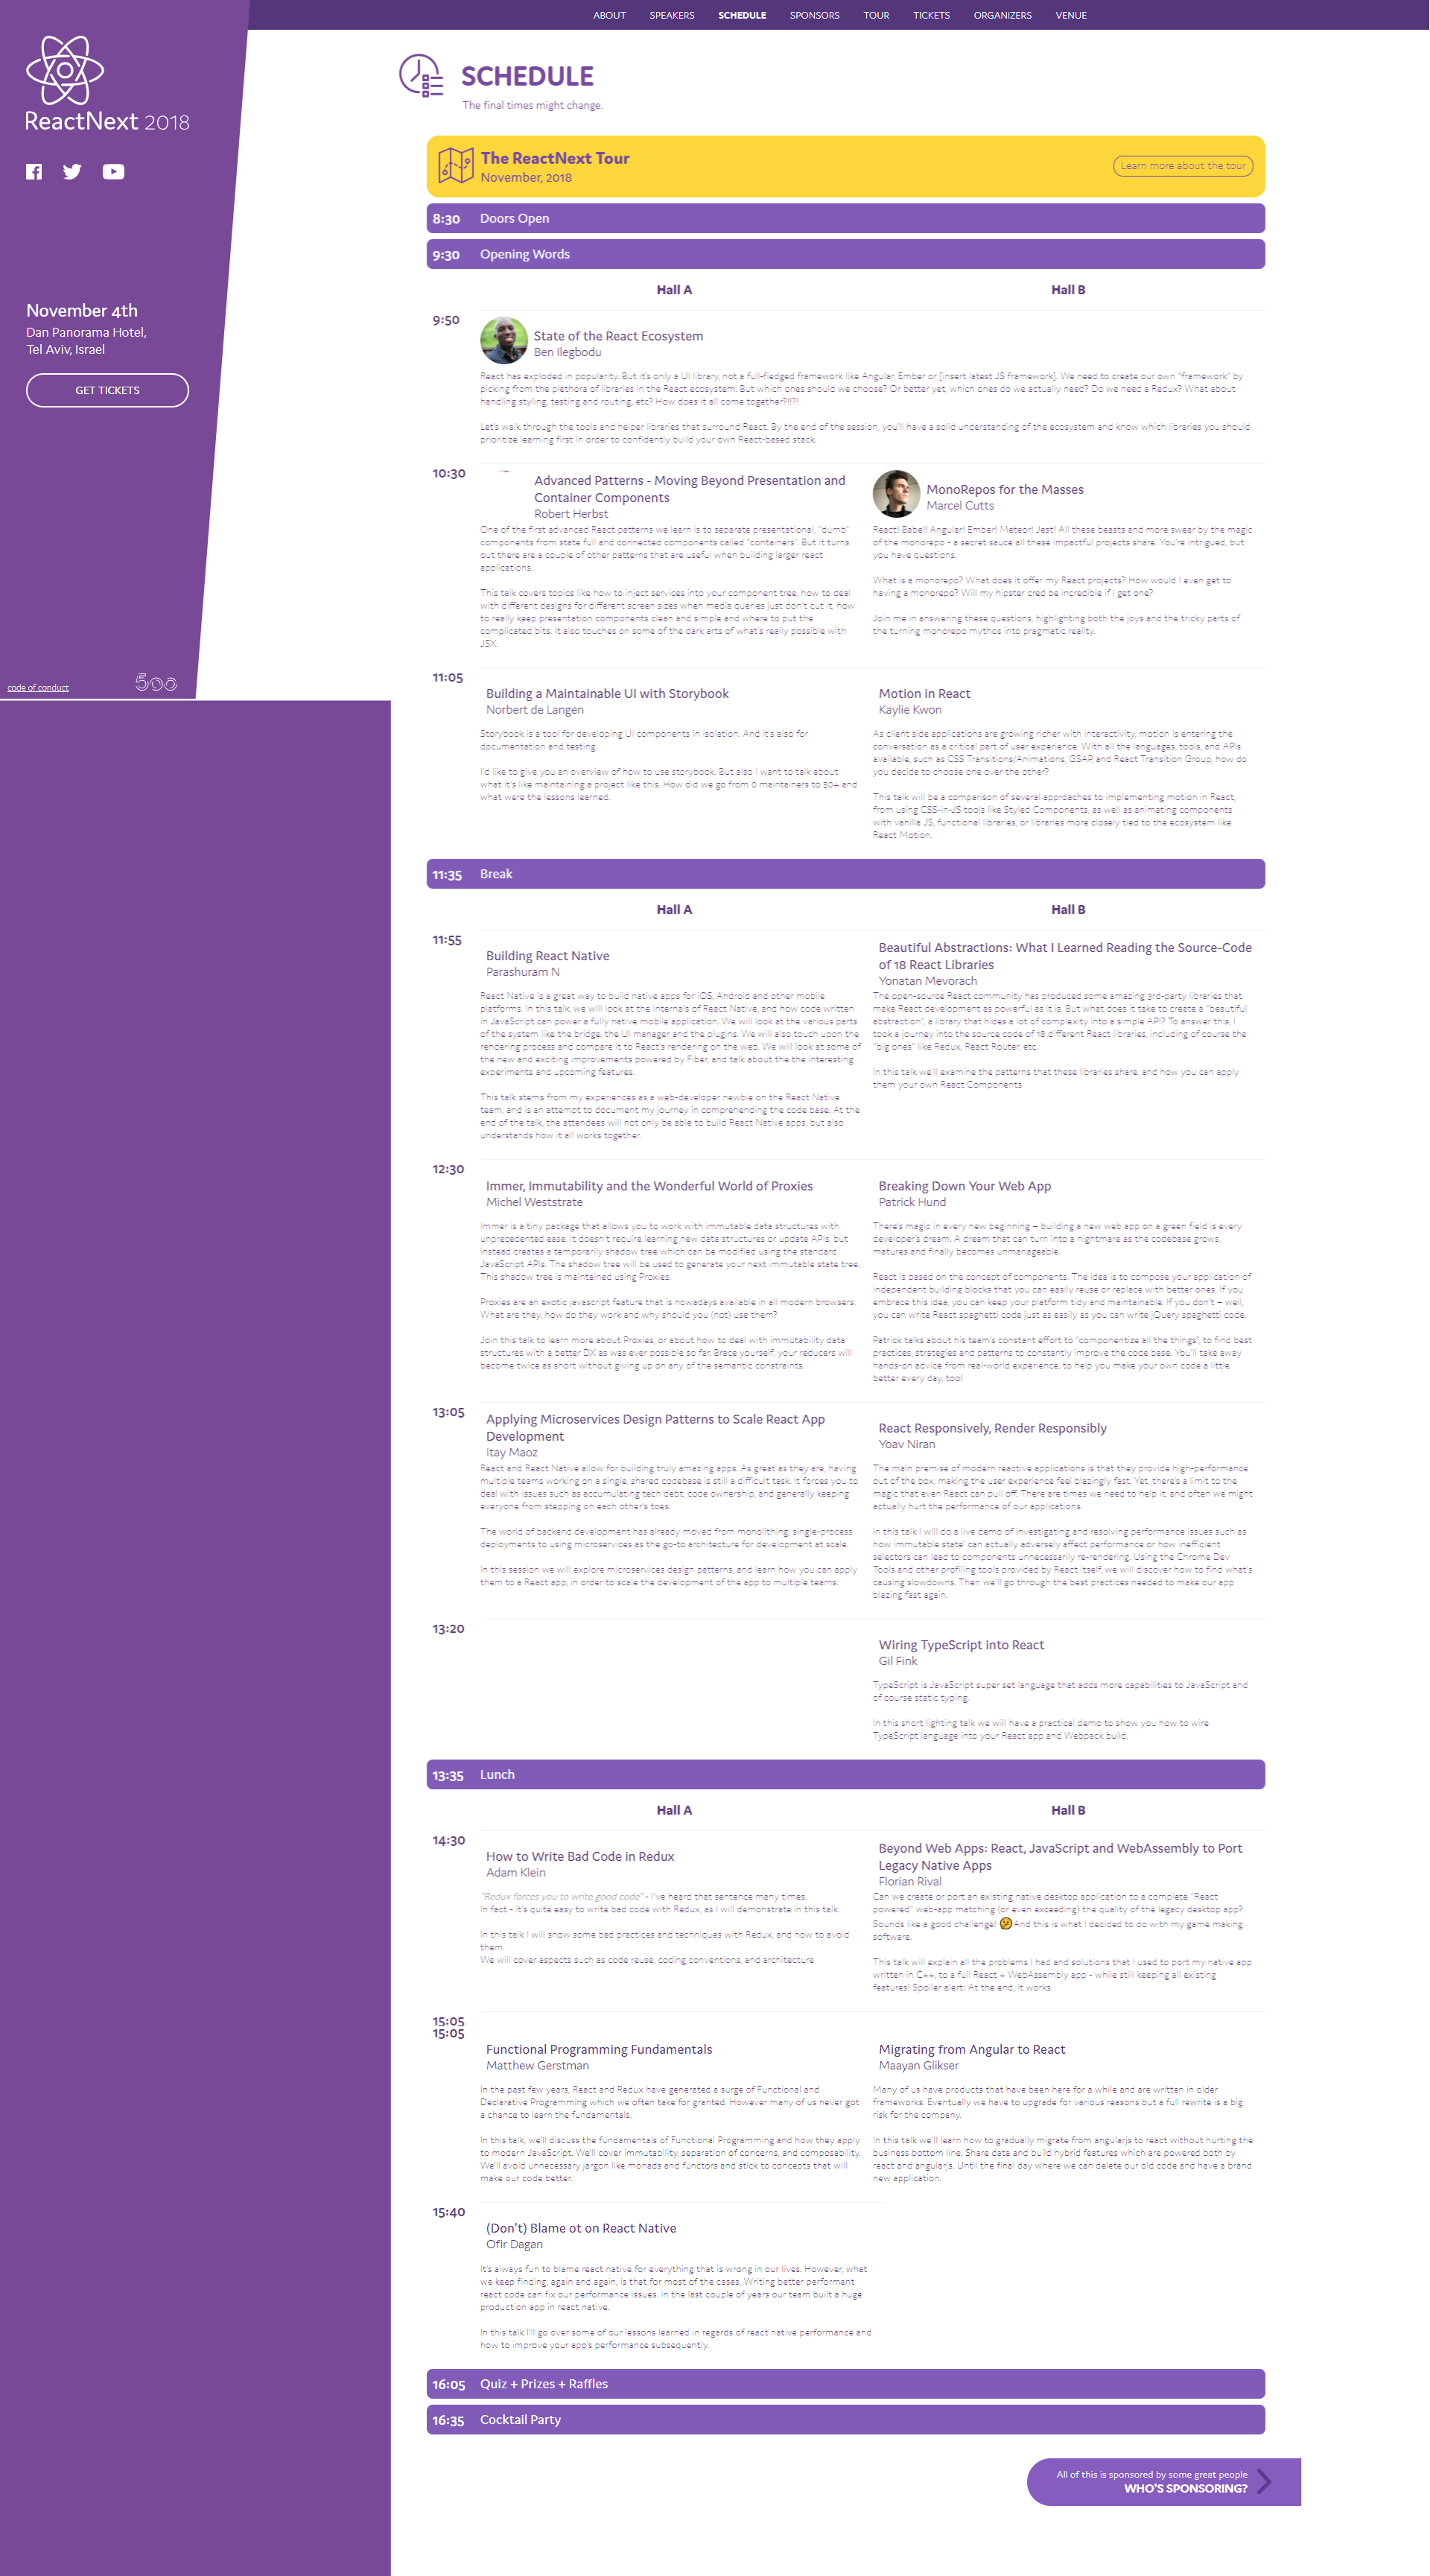 ABOUT SPEAKERS SCHEDULE SPONSORS TOUR TICKETS ORGANIZERS VENUE
ReactNext 2018
November 4th
Dan Panorama Hotel,
Tel Aviv, Israel
GET TICKETS
code of conduct
500
SCHEDULE
The final times might change.
The ReactNext Tour
November, 2018
Learn more about the tour
8:30 Doors Open
9:30 Opening Words
Hall A Hall B
9:50
State of the React Ecosystem
Ben Ilegbodu
React has exploded in popularity. But it's only a UI library, not a full-fledged framework like Angular, Ember or [insert latest JS framework]. We need to create our own "framework" by
picking from the plethora of libraries in the React ecosystem. But which ones should we choose? Or better yet, which ones do we actually need? Do we need a Redux? What about
handling styling, testing and routing, etc? How does it all come together?!!?!
Let's walk through the tools and helper libraries that surround React. By the end of the session, you'll have a solid understanding of the ecosystem and know which libraries you should
prioritize learning first in order to confidently build your own React-based stack.
10:30
Advanced Patterns - Moving Beyond Presentation and
Container Components
Robert Herbst
One of the first advanced React patterns we learn is to separate presentational, "dumb"
components from state full and connected components called "containers". But it turns
out there are a couple of other patterns that are useful when building larger react
applications.
This talk covers topics like how to inject services into your component tree, how to deal
with different designs for different screen sizes when media queries just don't cut it, how
to really keep presentation components clean and simple and where to put the
complicated bits. It also touches on some of the dark arts of what's really possible with
JSX.
MonoRepos for the Masses
Marcel Cutts
React! Babel! Angular! Ember! Meteor! Jest! All these beasts and more swear by the magic
of the monorepo - a secret sauce all these impactful projects share. You're intrigued, but
you have questions.
What is a monorepo? What does it offer my React projects? How would I even get to
having a monorepo? Will my hipster cred be incredible if I get one?
Join me in answering these questions, highlighting both the joys and the tricky parts of
the turning monorepo mythos into pragmatic reality.
11:05
Building a Maintainable UI with Storybook
Norbert de Langen
Storybook is a tool for developing UI components in isolation. And it's also for
documentation and testing.
I'd like to give you an overview of how to use storybook. But also I want to talk about
what it's like maintaining a project like this. How did we go from 0 maintainers to 50+ and
what were the lessons learned.
Motion in React
Kaylie Kwon
As client side applications are growing richer with interactivity, motion is entering the
conversation as a critical part of user experience. With all the languages, tools, and APIs
available, such as CSS Transitions/Animations, GSAP, and React Transition Group, how do
you decide to choose one over the other?
This talk will be a comparison of several approaches to implementing motion in React,
from using CSS-in-JS tools like Styled Components, as well as animating components
with vanilla JS, functional libraries, or libraries more closely tied to the ecosystem like
React Motion.
11:35 Break
Hall A Hall B
11:55
Building React Native
Parashuram N
React Native is a great way to build native apps for iOS, Android and other mobile
platforms. In this talk, we will look at the internals of React Native, and how code written
in JavaScript can power a fully native mobile application. We will look at the various parts
of the system like the bridge, the UI manager and the plugins. We will also touch upon the
rendering process and compare it to React's rendering on the web. We will look at some of
the new and exciting improvements powered by Fiber, and talk about the the interesting
experiments and upcoming features.
This talk stems from my experiences as a web-developer newbie on the React Native
team, and is an attempt to document my journey in comprehending the code base. At the
end of the talk, the attendees will not only be able to build React Native apps, but also
understands how it all works together.
Beautiful Abstractions: What I Learned Reading the Source-Code
of 18 React Libraries
Yonatan Mevorach
The open-source React community has produced some amazing 3rd-party libraries that
make React development as powerful as it is. But what does it take to create a "beautiful
abstraction", a library that hides a lot of complexity into a simple API? To answer this, I
took a journey into the source code of 18 different React libraries, including of course the
"big ones" like Redux, React Router, etc.
In this talk we'll examine the patterns that these libraries share, and how you can apply
them your own React Components
12:30
Immer, Immutability and the Wonderful World of Proxies
Michel Weststrate
Immer is a tiny package that allows you to work with immutable data structures with
unprecedented ease. It doesn't require learning new data structures or update APIs, but
instead creates a temporarily shadow tree which can be modified using the standard
JavaScript APIs. The shadow tree will be used to generate your next immutable state tree.
This shadow tree is maintained using Proxies.
Proxies are an exotic javascript feature that is nowadays available in all modern browsers.
What are they, how do they work and why should you (not) use them?
Join this talk to learn more about Proxies, or about how to deal with immutability data
structures with a better DX as was ever possible so far. Brace yourself; your reducers will
become twice as short without giving up on any of the semantic constraints.
Breaking Down Your Web App
Patrick Hund
There's magic in every new beginning – building a new web app on a green field is every
developer's dream. A dream that can turn into a nightmare as the codebase grows,
matures and finally becomes unmanageable.
React is based on the concept of components. The idea is to compose your application of
independent building blocks that you can easily reuse or replace with better ones. If you
embrace this idea, you can keep your platform tidy and maintainable. If you don't – well,
you can write React spaghetti code just as easily as you can write jQuery spaghetti code.
Patrick talks about his team's constant effort to "componentize all the things", to find best
practices, strategies and patterns to constantly improve the code base. You'll take away
hands-on advice from real-world experience, to help you make your own code a little
better every day, too!
13:05
Applying Microservices Design Patterns to Scale React App
Development
Itay Maoz
React and React Native allow for building truly amazing apps. As great as they are, having
multiple teams working on a single, shared codebase is still a difficult task. It forces you to
deal with issues such as accumulating tech debt, code ownership, and generally keeping
everyone from stepping on each other's toes.
The world of backend development has already moved from monolithing, single-process
deployments to using microservices as the go-to architecture for development at scale.
In this session we will explore microservices design patterns, and learn how you can apply
them to a React app, in order to scale the development of the app to multiple teams.
React Responsively, Render Responsibly
Yoav Niran
The main premise of modern reactive applications is that they provide high-performance
out of the box, making the user experience feel blazingly fast. Yet, there's a limit to the
magic that even React can pull off. There are times we need to help it, and often we might
actually hurt the performance of our applications.
In this talk I will do a live demo of investigating and resolving performance issues such as
how immutable state' can actually adversely affect performance or how inefficient
selectors can lead to components unnecessarily re-rendering. Using the Chrome Dev
Tools and other profiling tools provided by React itself, we will discover how to find what's
causing slowdowns. Then we'll go through the best practices needed to make our app
blazing fast again.
13:20
Wiring TypeScript into React
Gil Fink
TypeScript is JavaScript super set language that adds more capabilities to JavaScript and
of course static typing.
In this short lighting talk we will have a practical demo to show you how to wire
TypeScript language into your React app and Webpack build.
13:35 Lunch
Hall A Hall B
14:30
How to Write Bad Code in Redux
Adam Klein
"Redux forces you to write good code" - I've heard that sentence many times.
In fact - it's quite easy to write bad code with Redux, as I will demonstrate in this talk.
In this talk I will show some bad practices and techniques with Redux, and how to avoid
them.
We will cover aspects such as code reuse, coding conventions, and architecture
Beyond Web Apps: React, JavaScript and WebAssembly to Port
Legacy Native Apps
Florian Rival
Can we create or port an existing native desktop application to a complete "React
powered" web-app matching (or even exceeding) the quality of the legacy desktop app?
Sounds like a good challenge! 🤔 And this is what I decided to do with my game making
software.
This talk will explain all the problems I had and solutions that I used to port my native app
written in C++, to a full React + WebAssembly app - while still keeping all existing
features! Spoiler alert: At the end, it works.
15:05
15:05
Functional Programming Fundamentals
Matthew Gerstman
In the past few years, React and Redux have generated a surge of Functional and
Declarative Programming which we often take for granted. However many of us never got
a chance to learn the fundamentals.
In this talk, we'll discuss the fundamentals of Functional Programming and how they apply
to modern JavaScript. We'll cover immutability, separation of concerns, and composability.
We'll avoid unnecessary jargon like monads and functors and stick to concepts that will
make our code better.
Migrating from Angular to React
Maayan Glikser
Many of us have products that have been here for a while and are written in older
frameworks. Eventually we have to upgrade for various reasons but a full rewrite is a big
risk for the company.
In this talk we'll learn how to gradually migrate from angularjs to react without hurting the
business bottom line. Share data and build hybrid features which are powered both by
react and angularjs. Until the final day where we can delete our old code and have a brand
new application.
15:40
(Don't) Blame ot on React Native
Ofir Dagan
It's always fun to blame react native for everything that is wrong in our lives. However, what
we keep finding, again and again, is that for most of the cases. Writing better performant
react code can fix our performance issues. In the last couple of years our team built a huge
production app in react native.
In this talk I'll go over some of our lessons learned in regards of react native performance and
how to improve your app's performance subsequently.
16:05 Quiz + Prizes + Raffles
16:35 Cocktail Party
All of this is sponsored by some great people
WHO'S SPONSORING?